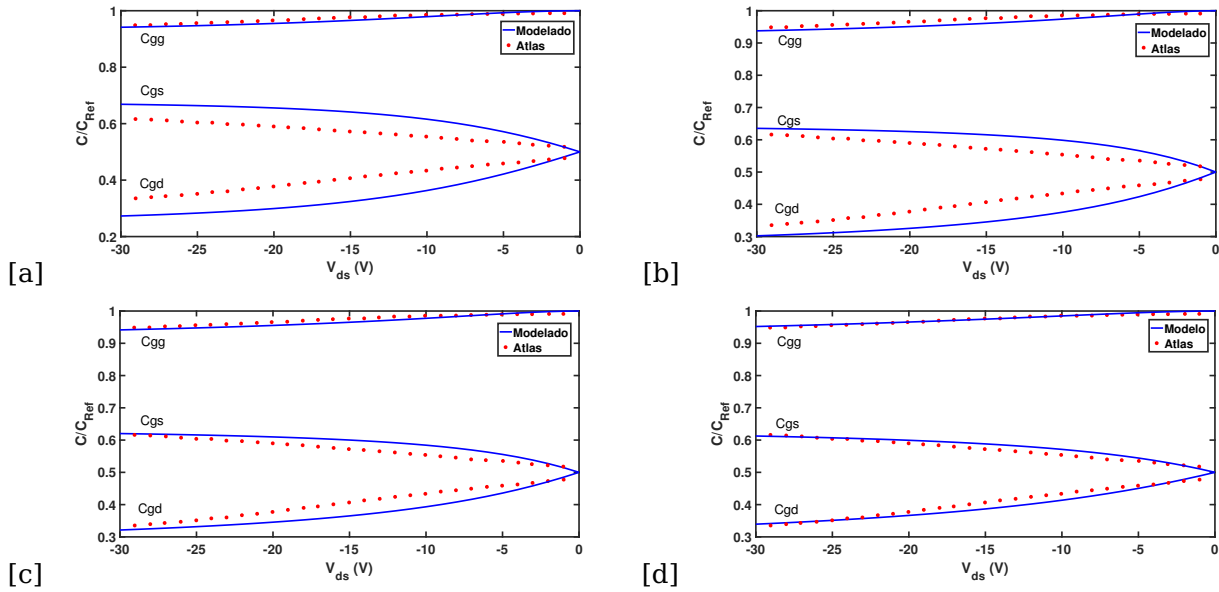 1
0.8
0.6
0.4
0.2
C/C_Ref
Cgg
Cgs
Cgd
Modelado
Atlas
-30 -25 -20 -15 -10 -5 0
V_ds (V)
[a]
1
0.9
0.8
0.7
0.6
0.5
0.4
0.3
C/C_Ref
Cgg
Cgs
Cgd
Modelado
Atlas
-30 -25 -20 -15 -10 -5 0
V_ds (V)
[b]
1
0.9
0.8
0.7
0.6
0.5
0.4
0.3
C/C_Ref
Cgg
Cgs
Cgd
Modelado
Atlas
-30 -25 -20 -15 -10 -5 0
V_ds (V)
[c]
1
0.9
0.8
0.7
0.6
0.5
0.4
0.3
C/C_Ref
Cgg
Cgs
Cgd
Modelo
Atlas
-30 -25 -20 -15 -10 -5 0
V_ds (V)
[d]